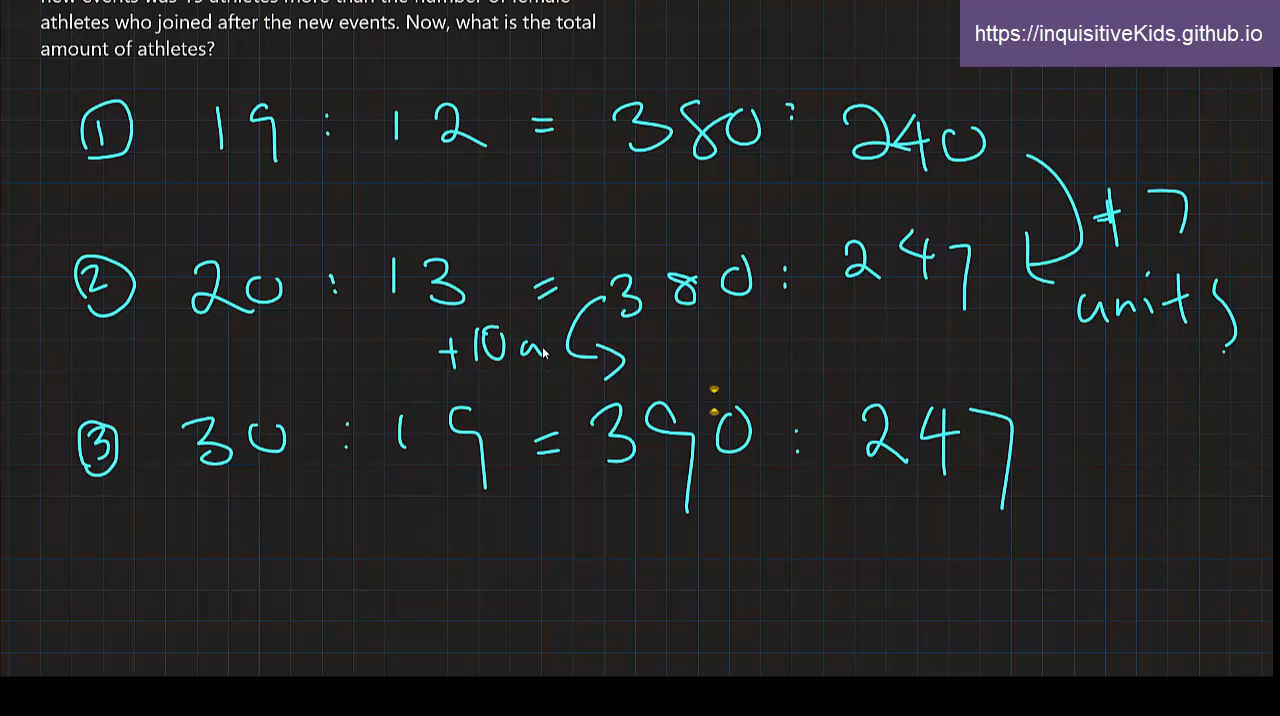 athletes who joined after the new events. Now, what is the total
amount of athletes?
https://inquisitiveKids.github.io
① 19 : 12 = 380 : 240
+ 7
② 20 : 13 = 380 : 247
units
+10
③ 30 : 19 = 390 : 247